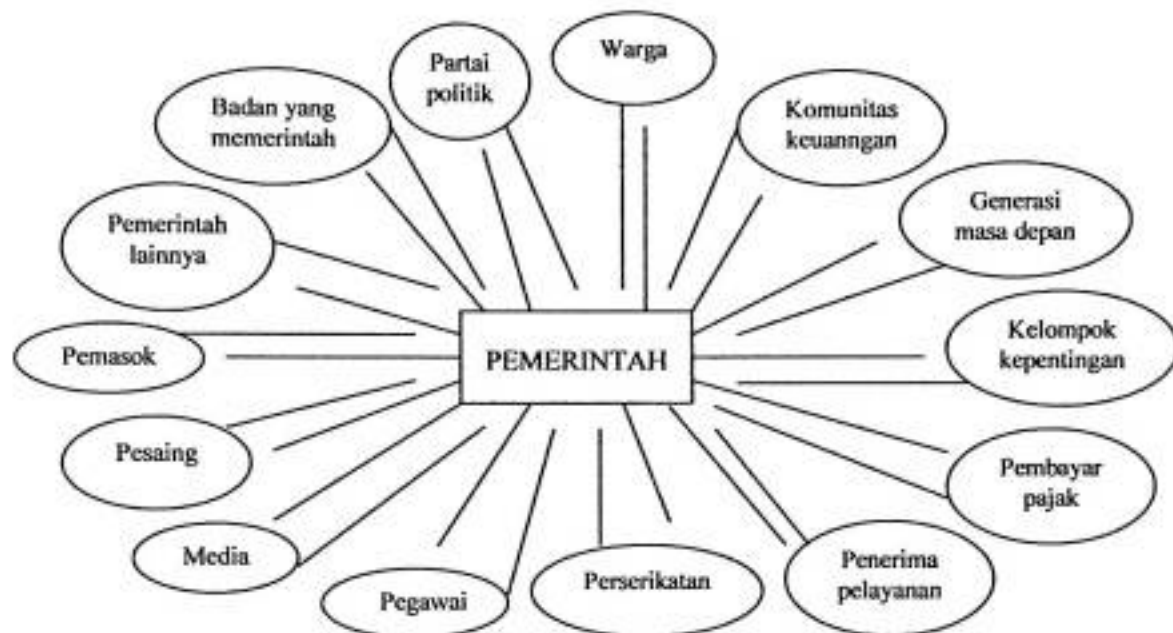 Warga
Partai
politik
Badan yang
memerintah
Komunitas
keuanngan
Pemerintah
lainnya
Generasi
masa depan
Pemasok
PEMERINTAH
Kelompok
kepentingan
Pesaing
Pembayar
pajak
Media
Pegawai
Perserikatan
Penerima
pelayanan